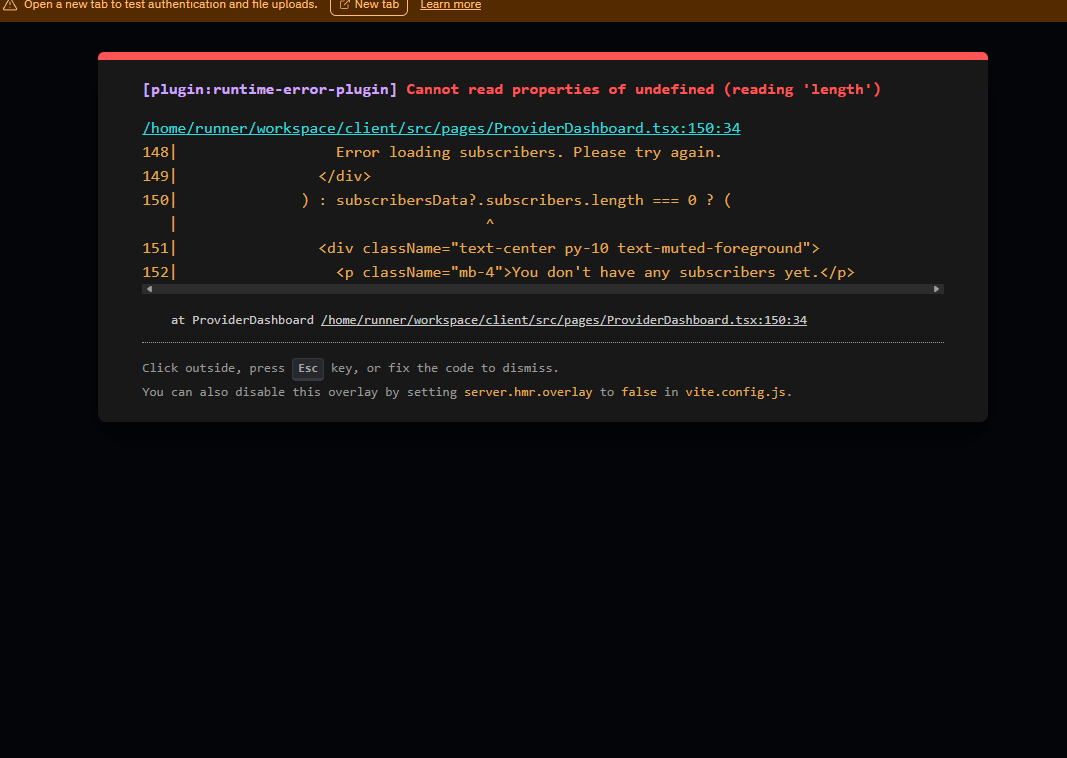 Open a new tab to test authentication and file uploads. New tab Learn more
[plugin:runtime-error-plugin] Cannot read properties of undefined (reading 'length')
/home/runner/workspace/client/src/pages/ProviderDashboard.tsx:150:34
148|                  Error loading subscribers. Please try again.
149|                </div>
150|              ) : subscribersData?.subscribers.length === 0 ? (
   |                                   ^
151|                <div className="text-center py-10 text-muted-foreground">
152|                  <p className="mb-4">You don't have any subscribers yet.</p>
at ProviderDashboard /home/runner/workspace/client/src/pages/ProviderDashboard.tsx:150:34
Click outside, press Esc key, or fix the code to dismiss.
You can also disable this overlay by setting server.hmr.overlay to false in vite.config.js.